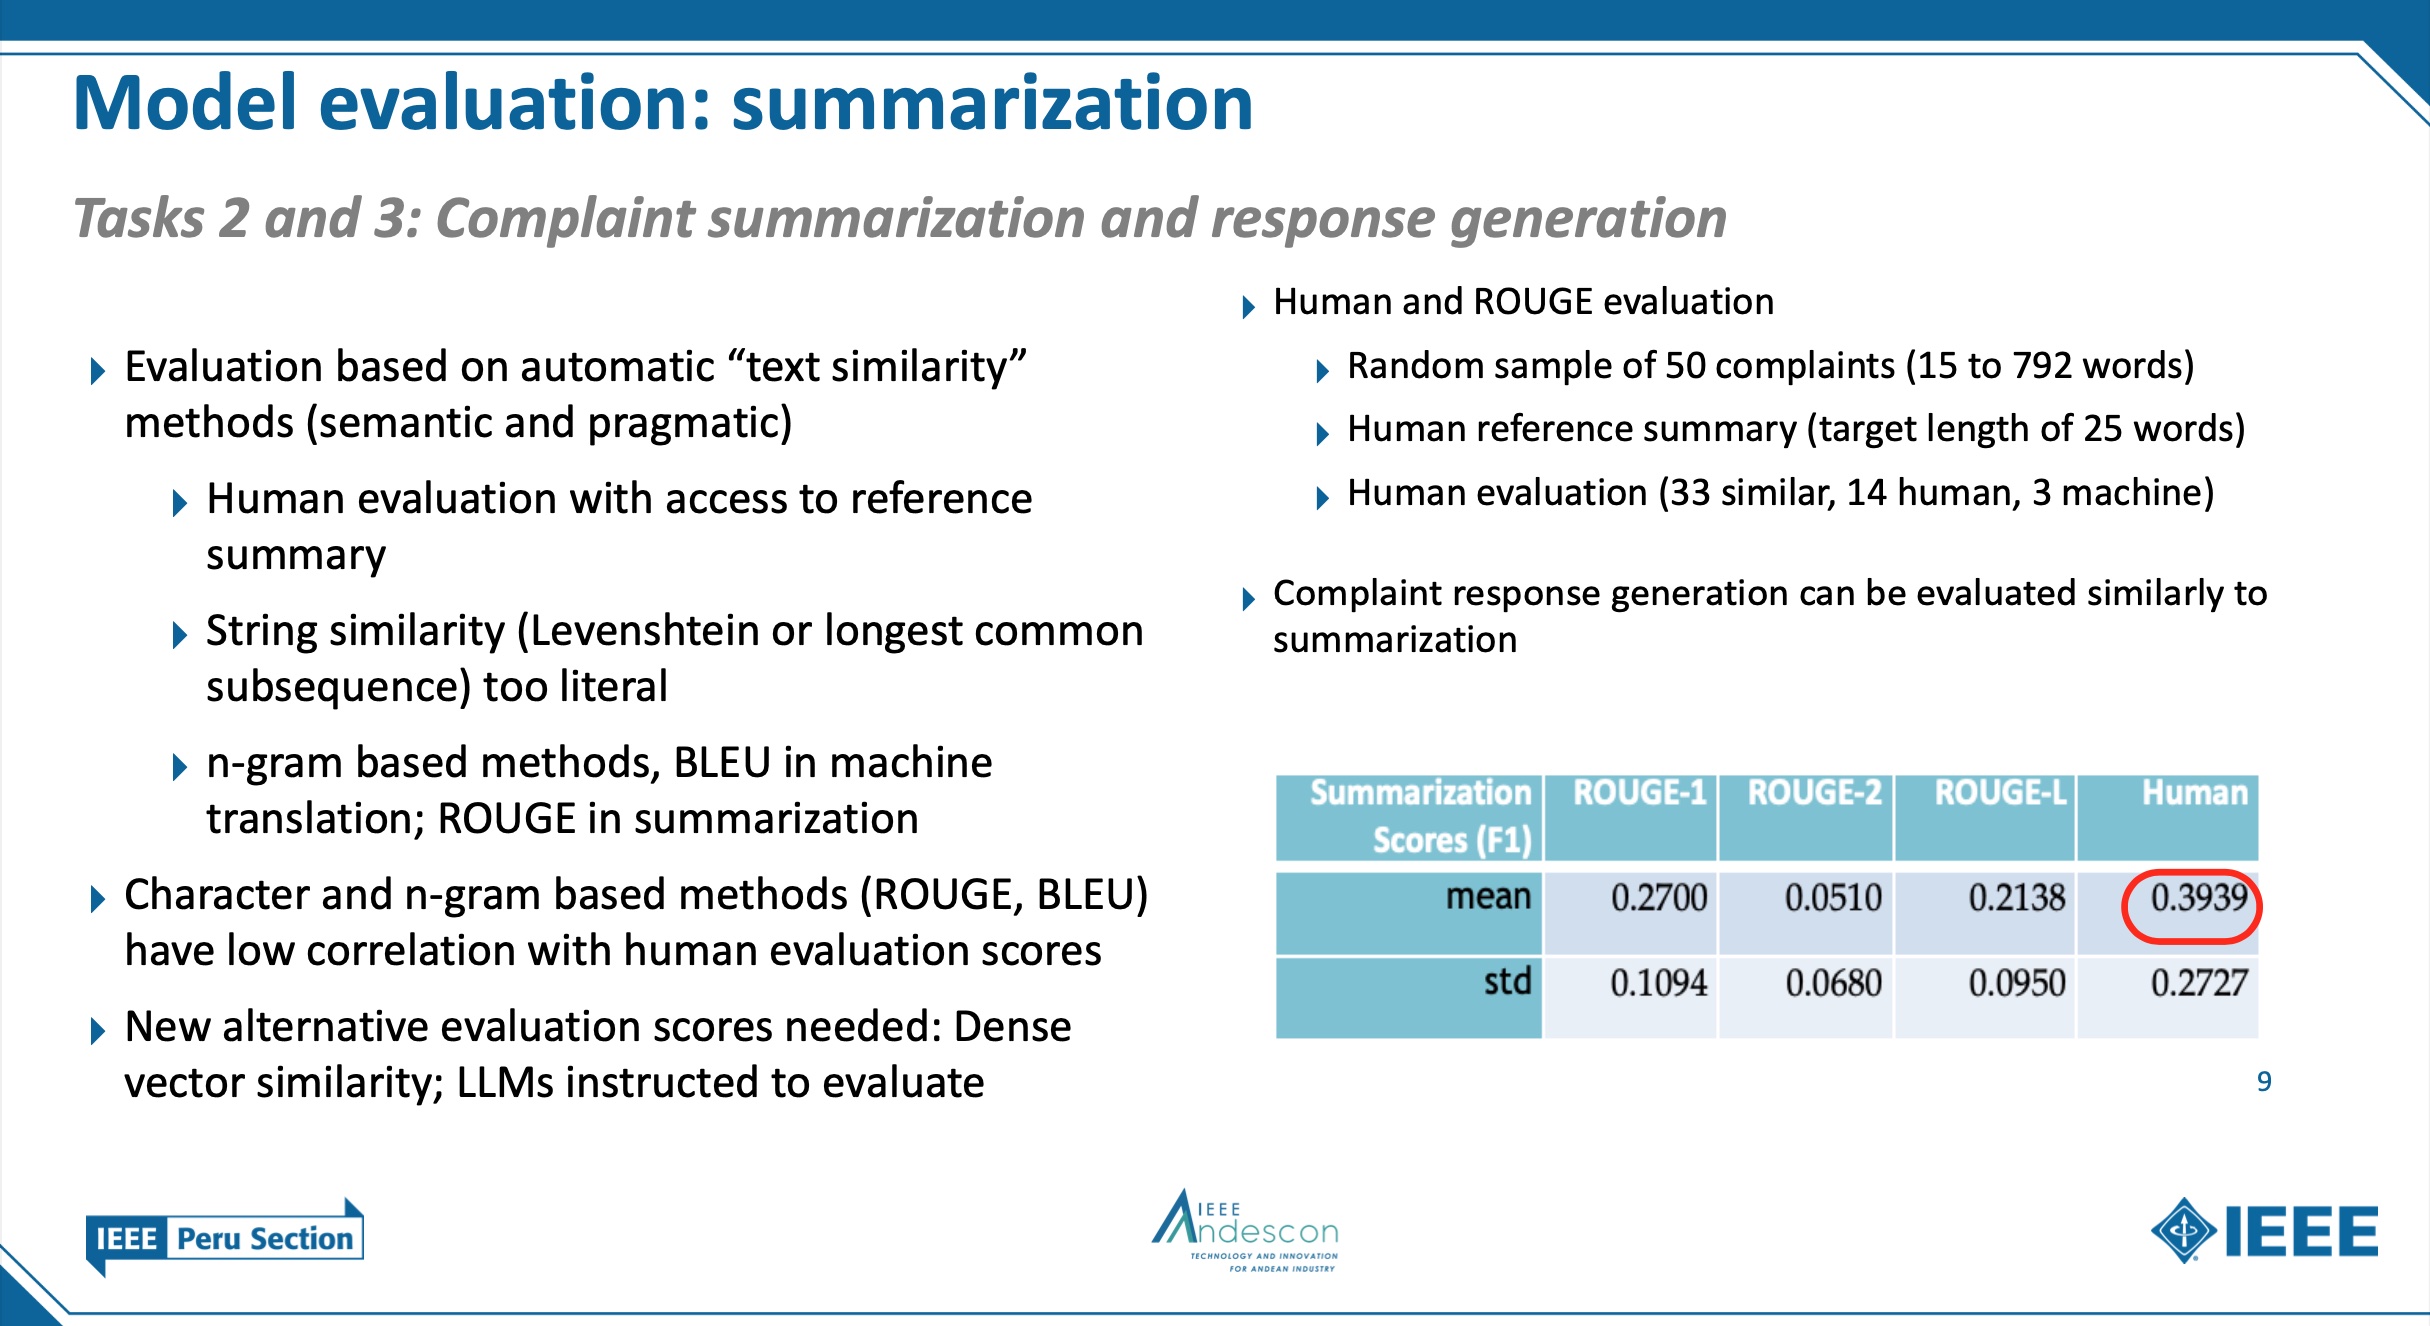 Model evaluation: summarization
Tasks 2 and 3: Complaint summarization and response generation
Evaluation based on automatic “text similarity”
methods (semantic and pragmatic)
Human evaluation with access to reference
summary
String similarity (Levenshtein or longest common
subsequence) too literal
n-gram based methods, BLEU in machine
translation; ROUGE in summarization
Character and n-gram based methods (ROUGE, BLEU)
have low correlation with human evaluation scores
New alternative evaluation scores needed: Dense
vector similarity; LLMs instructed to evaluate
Human and ROUGE evaluation
Random sample of 50 complaints (15 to 792 words)
Human reference summary (target length of 25 words)
Human evaluation (33 similar, 14 human, 3 machine)
Complaint response generation can be evaluated similarly to
summarization
Summarization ROUGE-1 ROUGE-2 ROUGE-L Human
Scores (F1)
mean 0.2700 0.0510 0.2138 0.3939
std 0.1094 0.0680 0.0950 0.2727
9
IEEE Peru Section
IEEE
Andescon
TECHNOLOGY AND INNOVATION
FOR ANDEAN INDUSTRY
IEEE